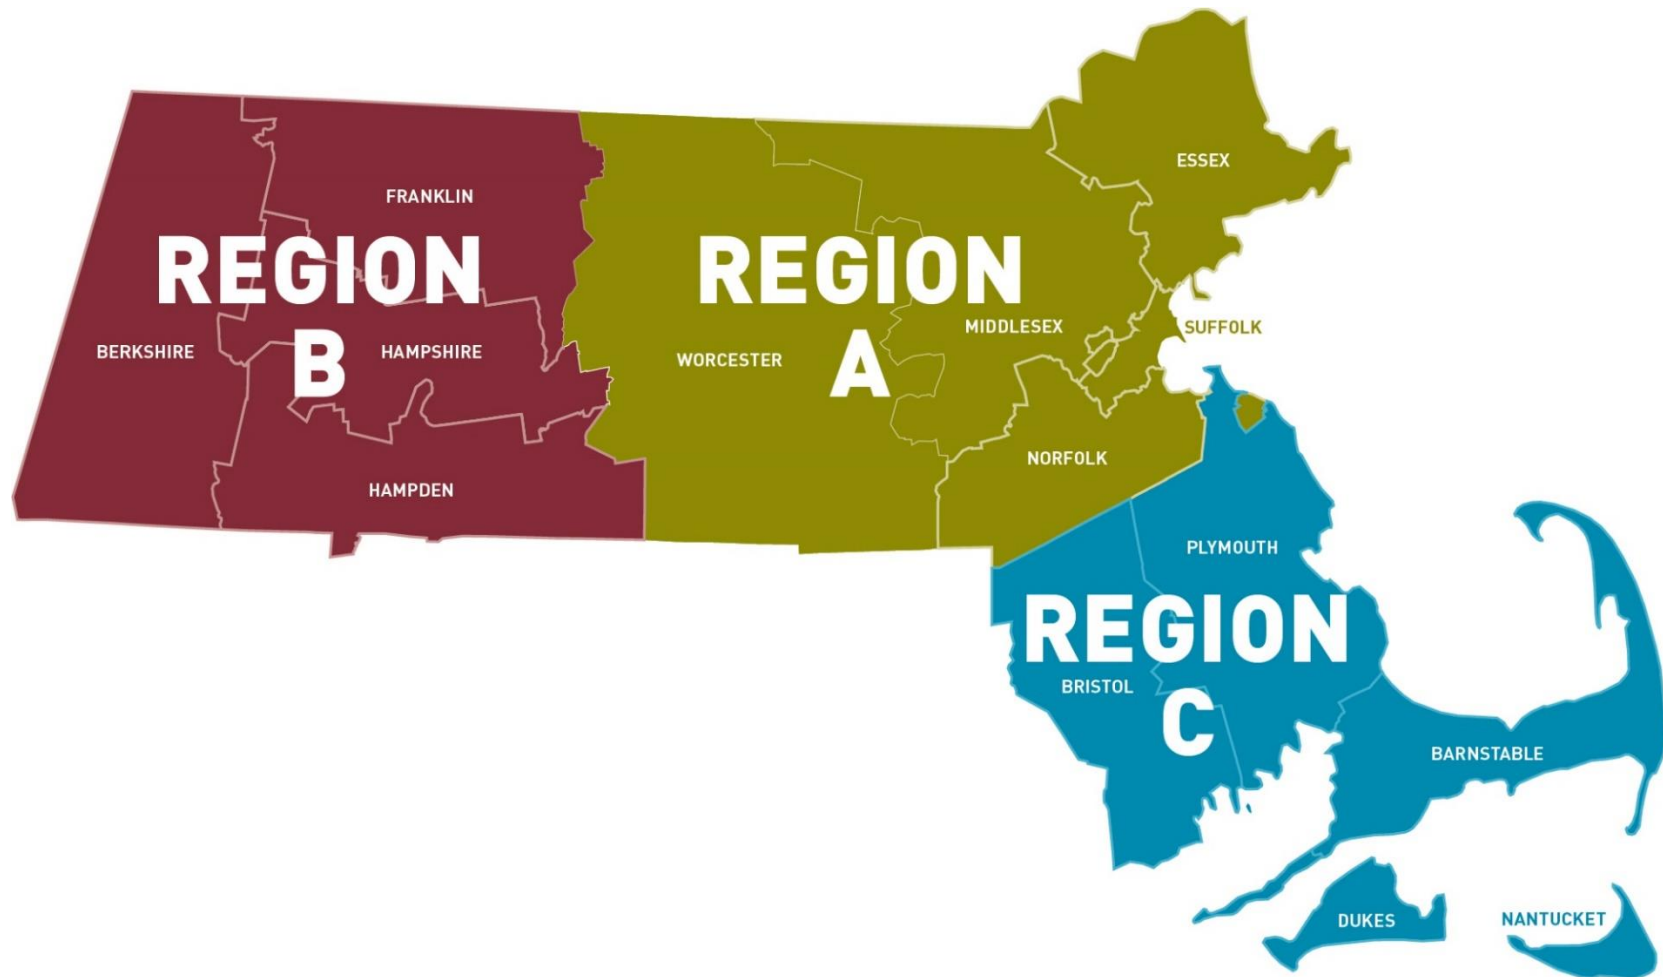 ESSEX
FRANKLIN
REGION
B
BERKSHIRE
HAMPSHIRE
HAMPDEN
REGION
A
MIDDLESEX
SUFFOLK
WORCESTER
NORFOLK
PLYMOUTH
REGION
C
BRISTOL
BARNSTABLE
DUKES
NANTUCKET